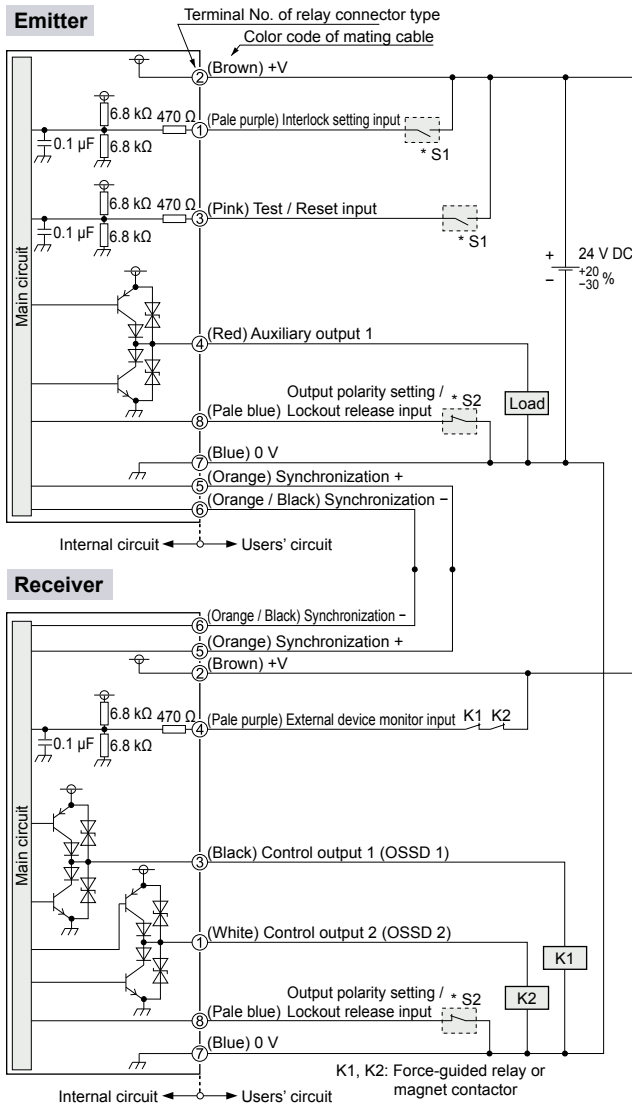 Emitter
Terminal No. of relay connector type
Color code of mating cable
② (Brown) +V
6.8 kΩ 470 Ω ① (Pale purple) Interlock setting input
0.1 µF 6.8 kΩ
* S1
6.8 kΩ 470 Ω ③ (Pink) Test / Reset input
0.1 µF 6.8 kΩ
* S1
+ 24 V DC
− +20 −30 %
Main circuit
④ (Red) Auxiliary output 1
Load
Output polarity setting / * S2
⑧ (Pale blue) Lockout release input
⑦ (Blue) 0 V
⑤ (Orange) Synchronization +
⑥ (Orange / Black) Synchronization −
Internal circuit Users' circuit
Receiver
⑥ (Orange / Black) Synchronization −
⑤ (Orange) Synchronization +
② (Brown) +V
6.8 kΩ 470 Ω ④ (Pale purple) External device monitor input K1 K2
0.1 µF 6.8 kΩ
Main circuit
③ (Black) Control output 1 (OSSD 1)
① (White) Control output 2 (OSSD 2)
K1
K2
Output polarity setting / * S2
⑧ (Pale blue) Lockout release input
⑦ (Blue) 0 V
K1, K2: Force-guided relay or
magnet contactor
Internal circuit Users' circuit